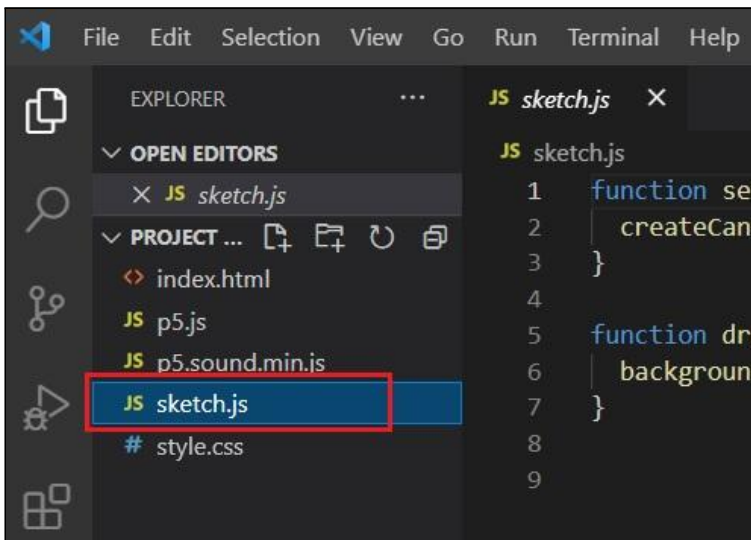 File Edit Selection View Go Run Terminal Help
EXPLORER ...
OPEN EDITORS
JS sketch.js
PROJECT ...
index.html
JS p5.js
JS p5.sound.min.js
JS sketch.js
# style.css
JS sketch.js
JS sketch.js
1 function se
2 createCan
3 }
4
5 function dr
6 backgroun
7 }
8
9